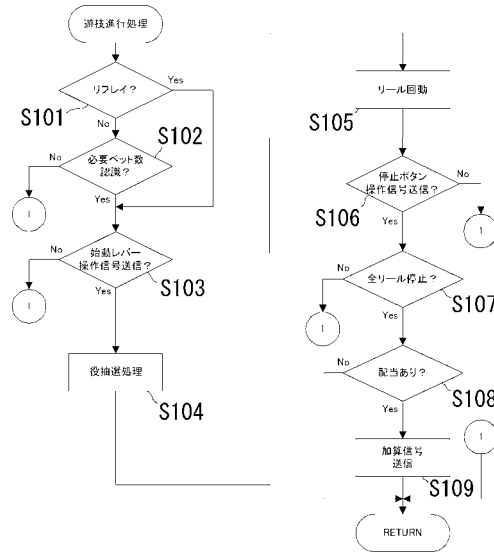 遊技進行処理
リフレイ?
Yes
S101
No
S102
No
必要ベット数
認識?
Yes
1
No
始動レバー
操作信号送信?
S103
1
Yes
役抽選処理
S104
リール回動
S105
停止ボタン
操作信号送信?
No
S106
Yes
1
No
全リール停止?
S107
1
Yes
No
配当あり?
S108
Yes
1
加算信号
送信
S109
RETURN